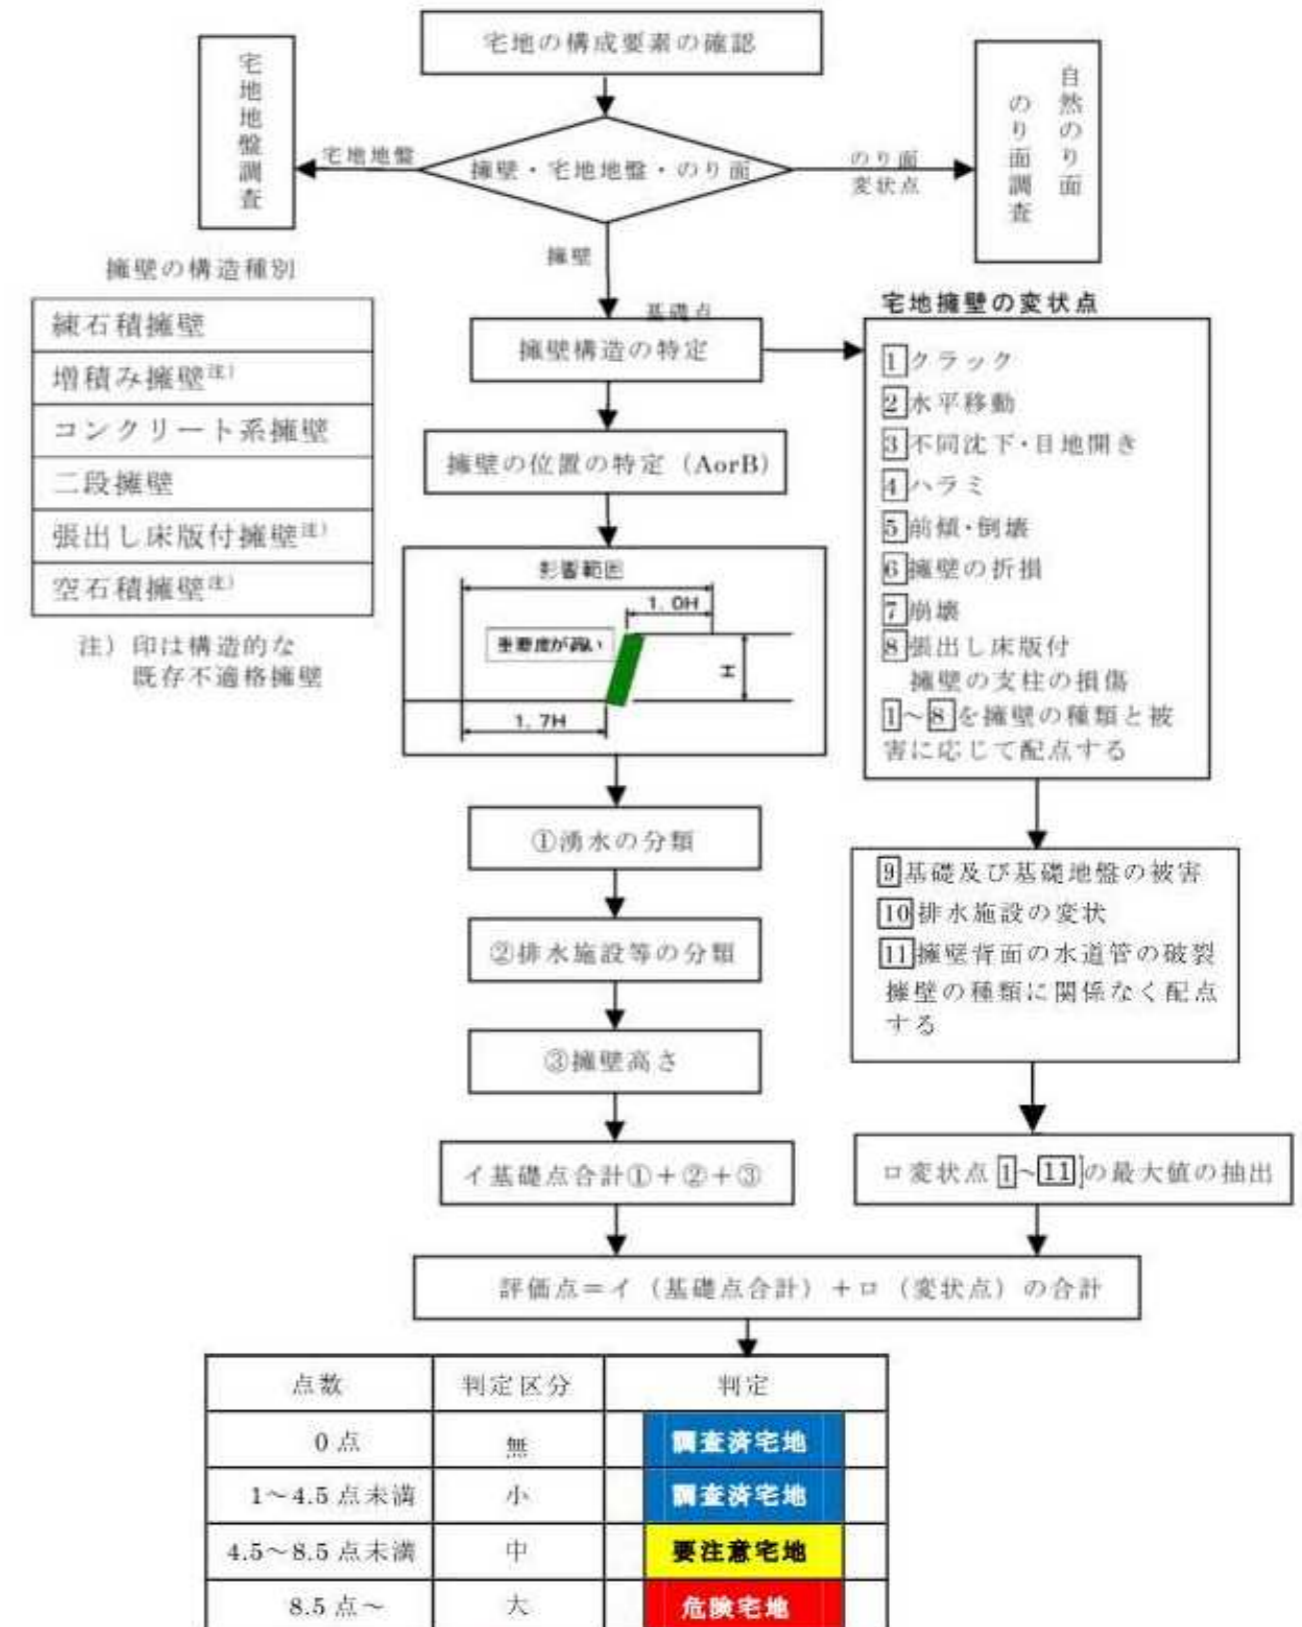 宅地の構成要素の確認
宅地地盤調査
自然のり面
のり面調査
擁壁・宅地地盤・のり面
宅地地盤
のり面
変状点
擁壁
擁壁の構造種別
練石積擁壁
増積み擁壁注)
コンクリート系擁壁
二段擁壁
張出し床版付擁壁注)
空石積擁壁注)
注) 印は構造的な
既存不適格擁壁
基礎点
擁壁構造の特定
擁壁の位置の特定 (AorB)
影響範囲
1. 0H
重要度が高い
H
1. 7H
①湧水の分類
②排水施設等の分類
③擁壁高さ
イ基礎点合計①+②+③
宅地擁壁の変状点
1クラック
2水平移動
3不同沈下・目地開き
4ハラミ
5前傾・倒壊
6擁壁の折損
7崩壊
8張出し床版付
擁壁の支柱の損傷
1~8を擁壁の種類と被
害に応じて配点する
9基礎及び基礎地盤の被害
10排水施設の変状
11擁壁背面の水道管の破裂
擁壁の種類に関係なく配点
する
ロ変状点 1~11]の最大値の抽出
評価点=イ (基礎点合計) +ロ (変状点) の合計
点数 判定区分 判定
0 点 無 調査済宅地
1~4.5 点未満 小 調査済宅地
4.5~8.5 点未満 中 要注意宅地
8.5 点~ 大 危険宅地